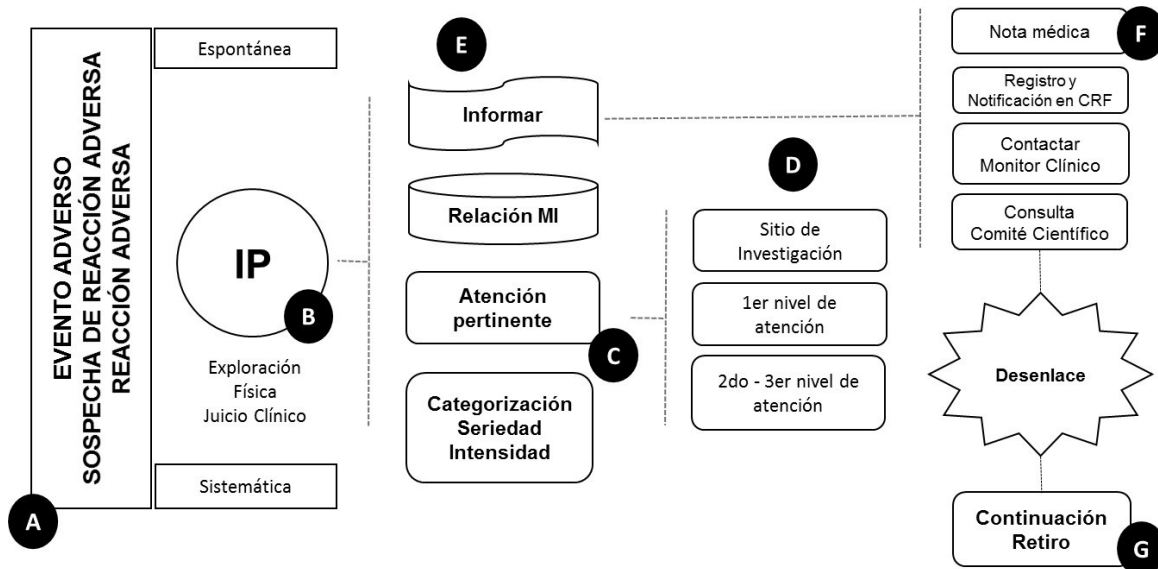 EVENTO ADVERSO
SOSPECHA DE REACCIÓN ADVERSA
REACCIÓN ADVERSA
A
Espontánea
IP
B
Exploración
Física
Juicio Clínico
Sistemática
E
Informar
Relación MI
Atención
pertinente
C
Categorización
Seriedad
Intensidad
D
Sitio de
Investigación
1er nivel de
atención
2do - 3er nivel de
atención
Nota médica
F
Registro y
Notificación en CRF
Contactar
Monitor Clínico
Consulta
Comité Científico
Desenlace
Continuación
Retiro
G